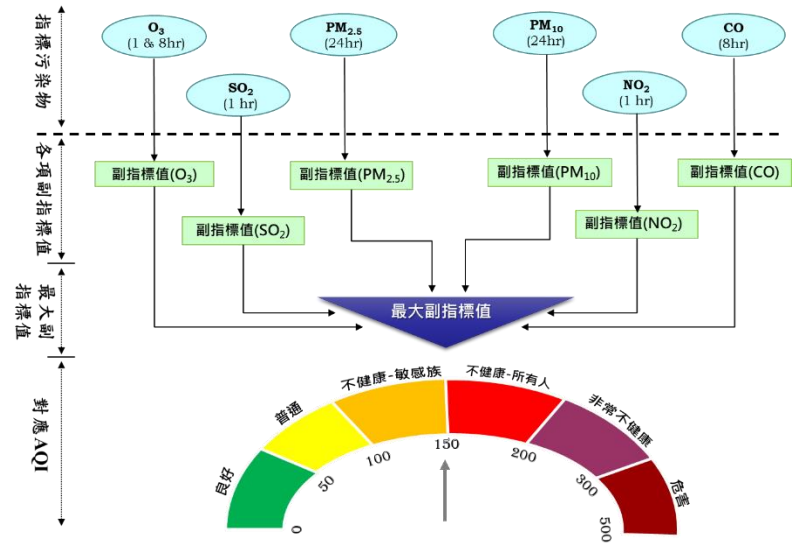 指標污染物
O₃
(1 & 8hr)
SO₂
(1 hr)
PM₂.₅
(24hr)
PM₁₀
(24hr)
NO₂
(1 hr)
CO
(8hr)
各項副指標值
副指標值(O₃)
副指標值(SO₂)
副指標值(PM₂.₅)
副指標值(PM₁₀)
副指標值(NO₂)
副指標值(CO)
最大副
指標值
最大副指標值
對應AQI
良好
普通
不健康-敏感族
不健康-所有人
非常不健康
危害
0
50
100
150
200
300
500